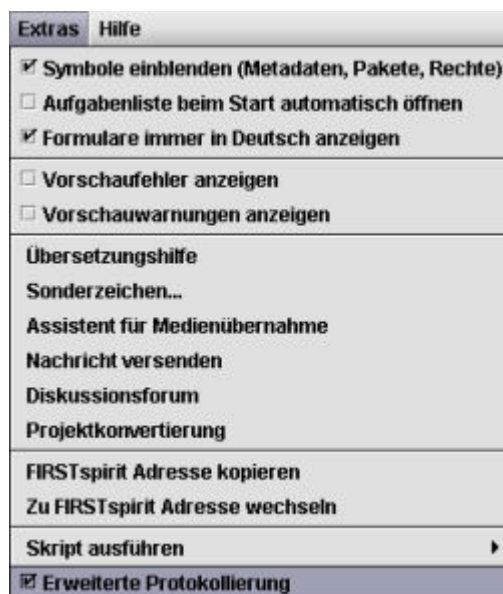 Extras Hilfe
Symbole einblenden (Metadaten, Pakete, Rechte)
Aufgabenliste beim Start automatisch öffnen
Formulare immer in Deutsch anzeigen
Vorschaufehler anzeigen
Vorschauwarnungen anzeigen
Übersetzungshilfe
Sonderzeichen...
Assistent für Medienübernahme
Nachricht versenden
Diskussionsforum
Projektkonvertierung
FIRSTspirit Adresse kopieren
Zu FIRSTspirit Adresse wechseln
Skript ausführen
Erweiterte Protokollierung